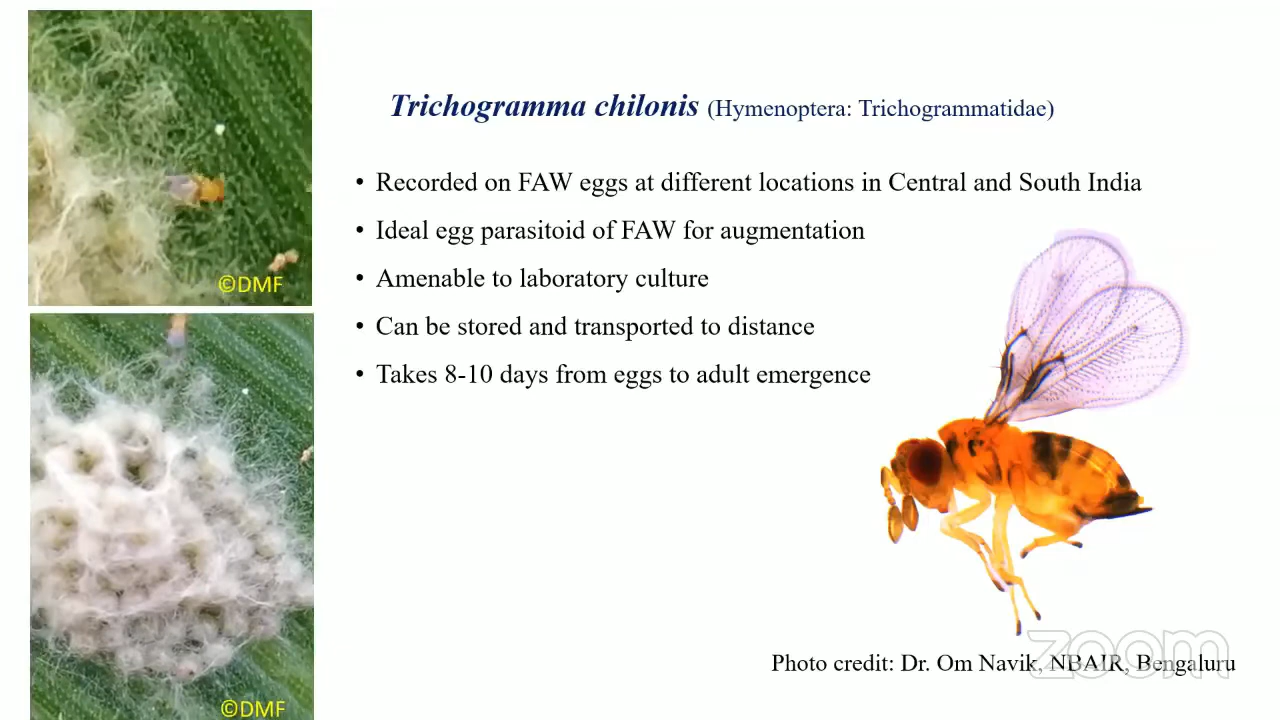 Trichogramma chilonis (Hymenoptera: Trichogrammatidae)
• Recorded on FAW eggs at different locations in Central and South India
• Ideal egg parasitoid of FAW for augmentation
• Amenable to laboratory culture
• Can be stored and transported to distance
• Takes 8-10 days from eggs to adult emergence
©DMF
©DMF
Photo credit: Dr. Om Navik, NBAIR, Bengaluru
zoom